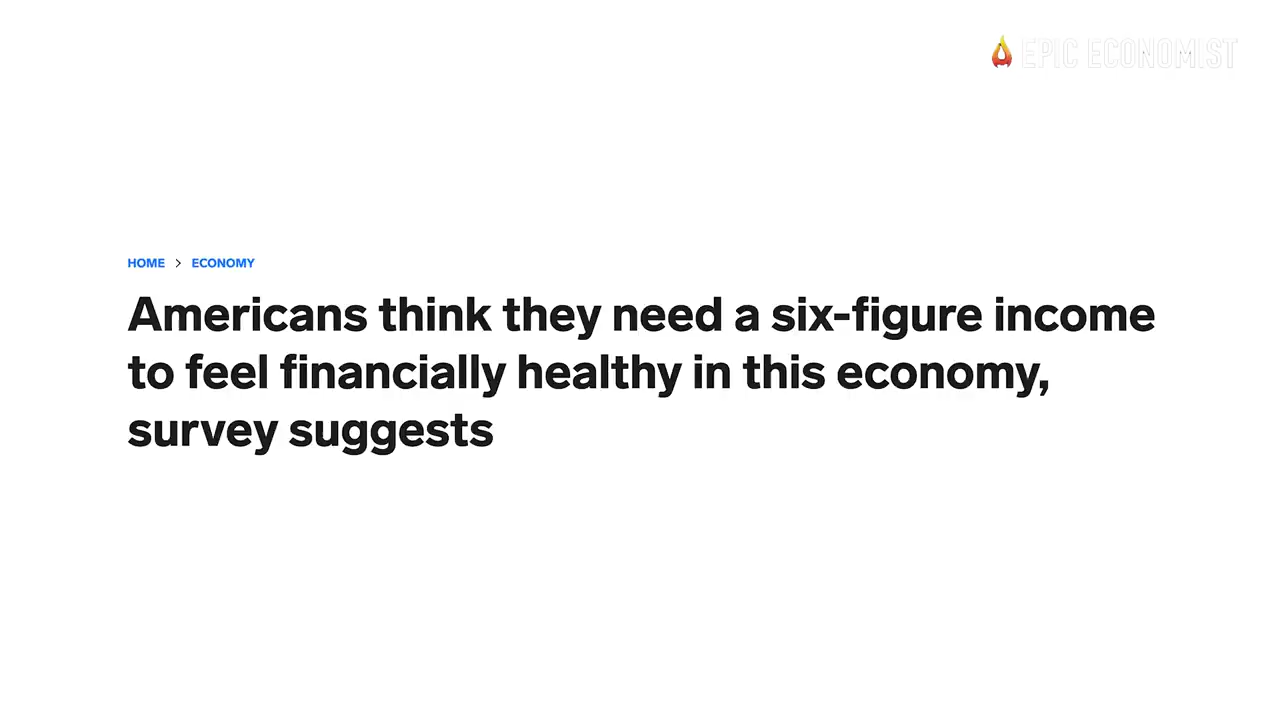 EPIC ECONOMIST
HOME > ECONOMY
Americans think they need a six-figure income
to feel financially healthy in this economy,
survey suggests